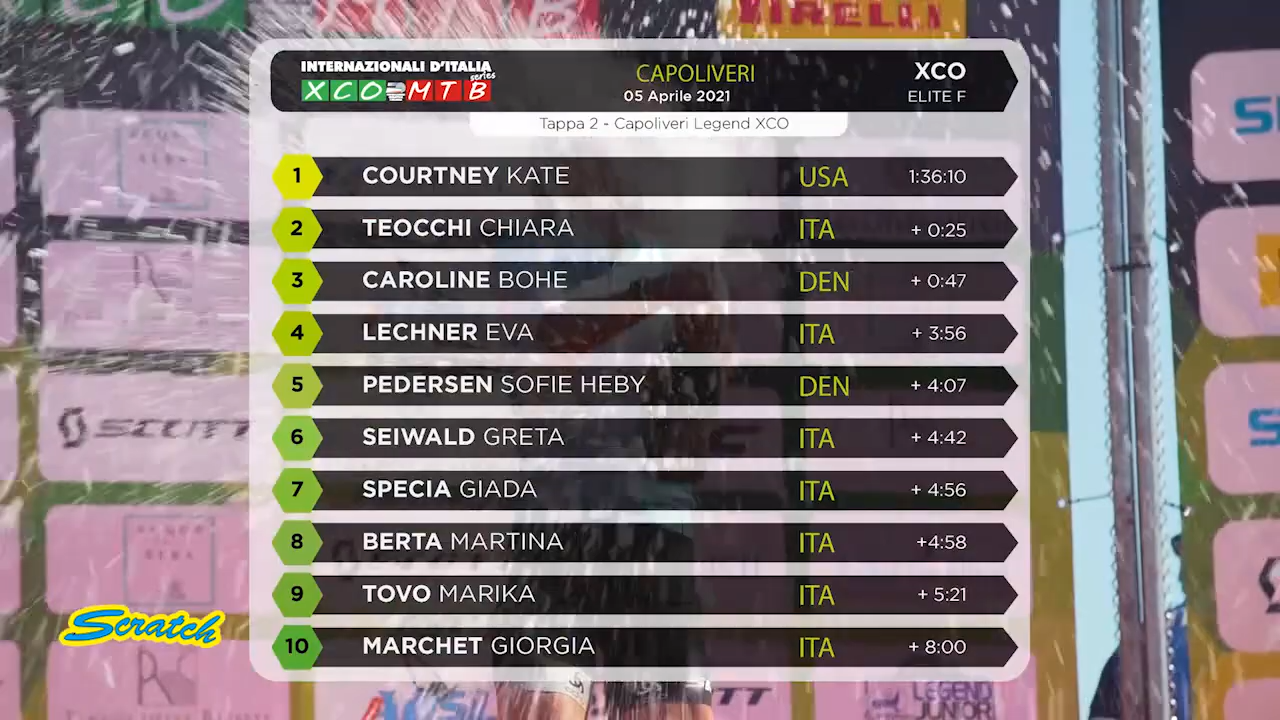 PIRELLI
INTERNAZIONALI D'ITALIA
series
XCO MTB
CAPOLIVERI
05 Aprile 2021
XCO
ELITE F
Tappa 2 - Capoliveri Legend XCO
1 COURTNEY KATE USA 1:36:10
2 TEOCCHI CHIARA ITA + 0:25
3 CAROLINE BOHE DEN + 0:47
4 LECHNER EVA ITA + 3:56
5 PEDERSEN SOFIE HEBY DEN + 4:07
6 SEIWALD GRETA ITA + 4:42
7 SPECIA GIADA ITA + 4:56
8 BERTA MARTINA ITA +4:58
9 TOVO MARIKA ITA + 5:21
10 MARCHET GIORGIA ITA + 8:00
SCOTT
Scratch
LEGEND
JUNIOR